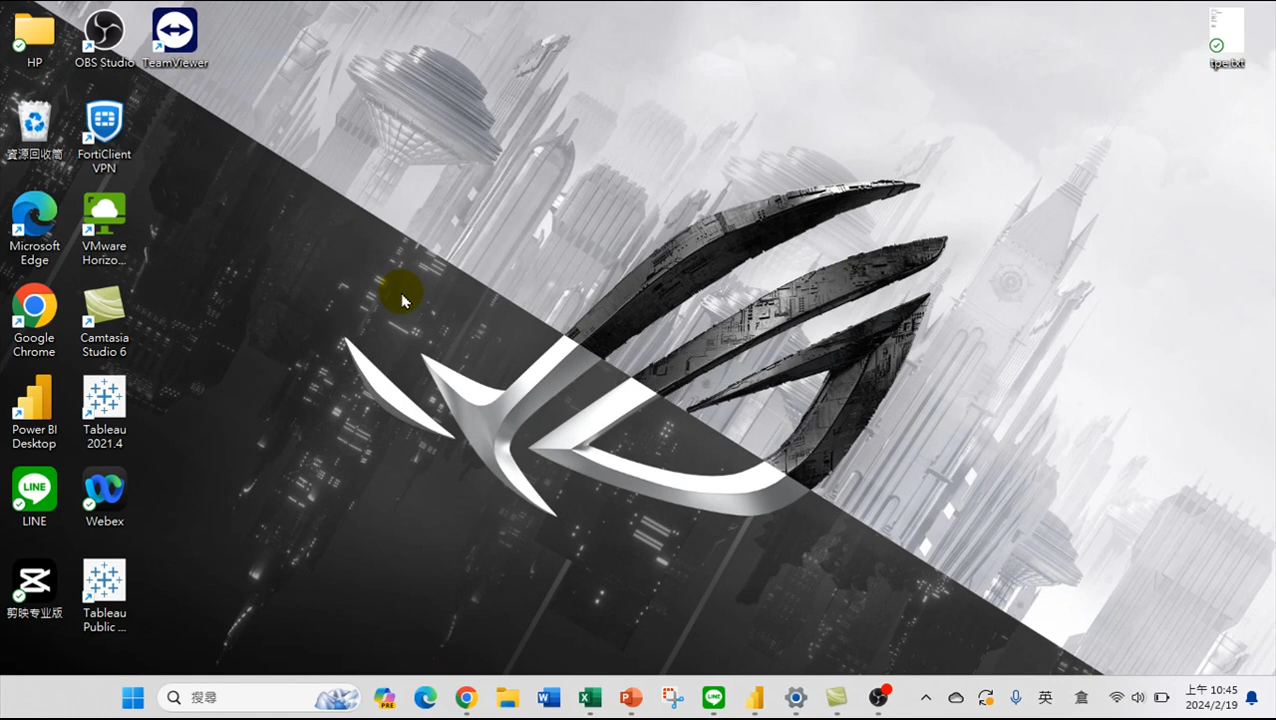 HP
OBS Studio
TeamViewer
tpe.txt
資源回收筒
FortiClient
VPN
Microsoft
Edge
VMware
Horizo...
Google
Chrome
Camtasia
Studio 6
Power BI
Desktop
Tableau
2021.4
LINE
LINE
Webex
剪映专业版
Tableau
Public ...
搜尋
PRE
英
上午 10:45
2024/2/19